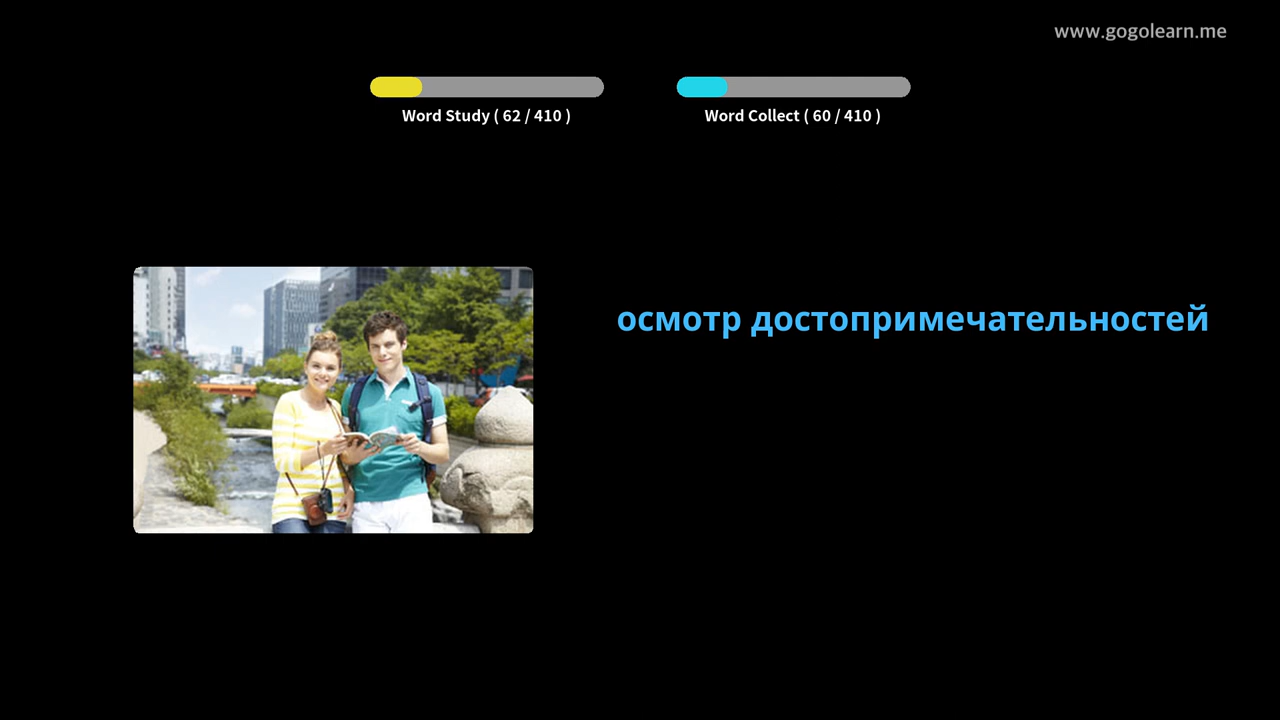 www.gogolearn.me
Word Study ( 62 / 410 )
Word Collect ( 60 / 410 )
осмотр достопримечательностей